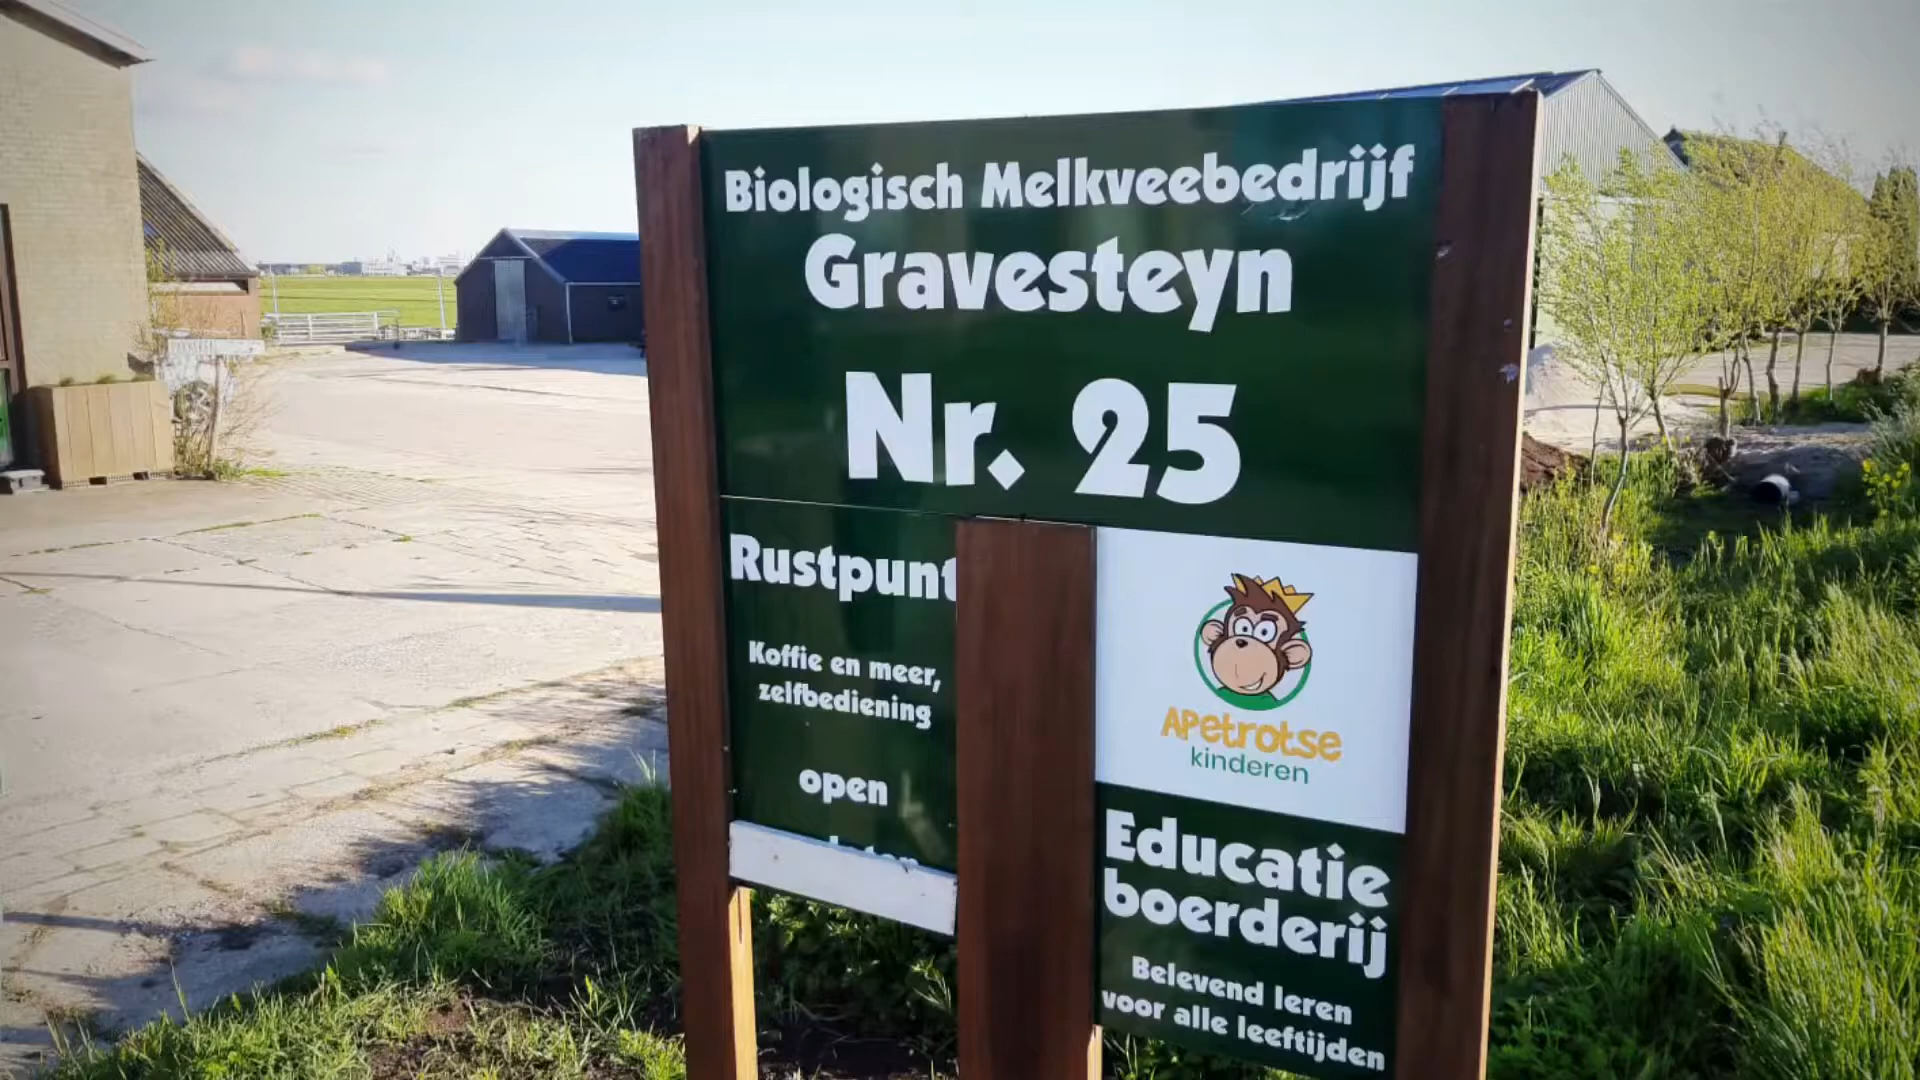 Biologisch Melkveebedrijf
Gravesteyn
Nr. 25
Rustpunt
Koffie en meer,
zelfbediening
open
APetrotse
kinderen
Educatie
boerderij
Belevend leren
voor alle leeftijden